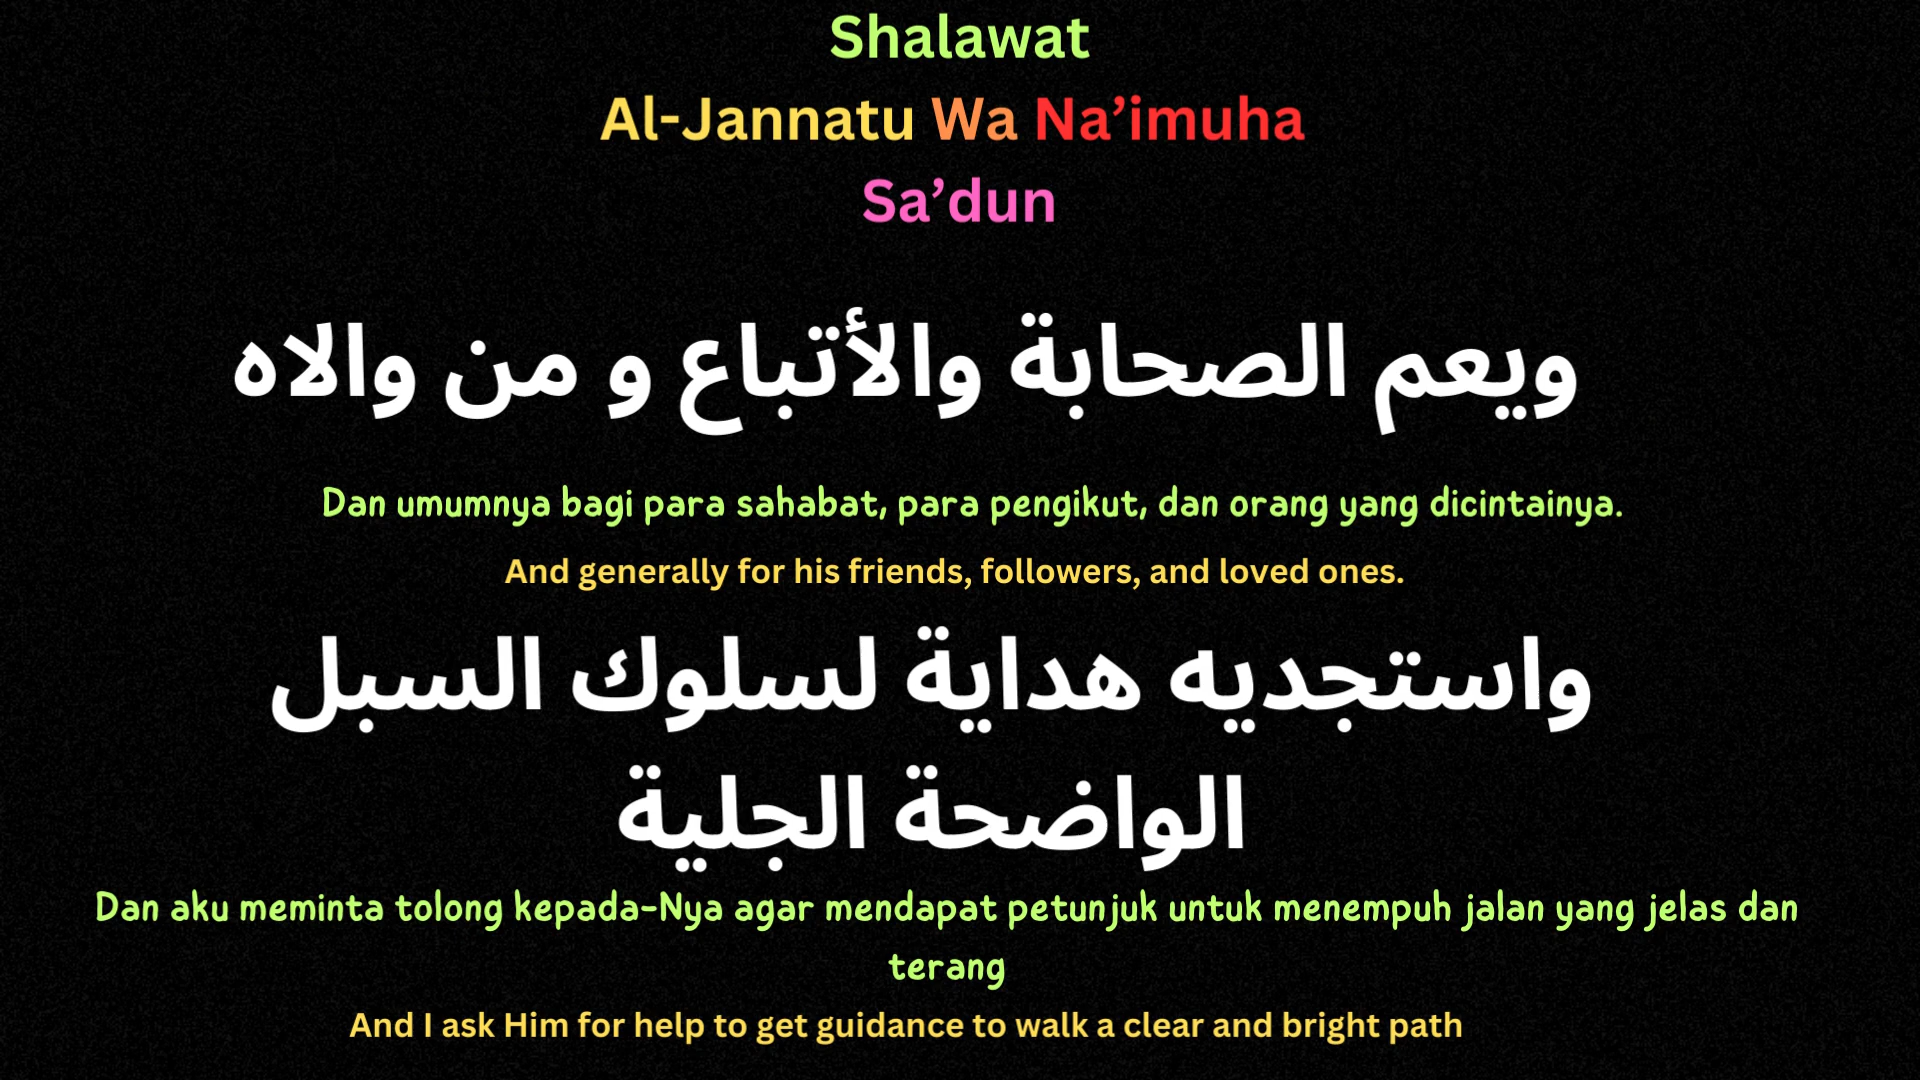 Shalawat
Al-Jannatu Wa Na’imuha
Sa’dun
ويعم الصحابة والأتباع و من والاه
Dan umumnya bagi para sahabat, para pengikut, dan orang yang dicintainya.
And generally for his friends, followers, and loved ones.
واستجديه هداية لسلوك السبل
الواضحة الجلية
Dan aku meminta tolong kepada-Nya agar mendapat petunjuk untuk menempuh jalan yang jelas dan
terang
And I ask Him for help to get guidance to walk a clear and bright path